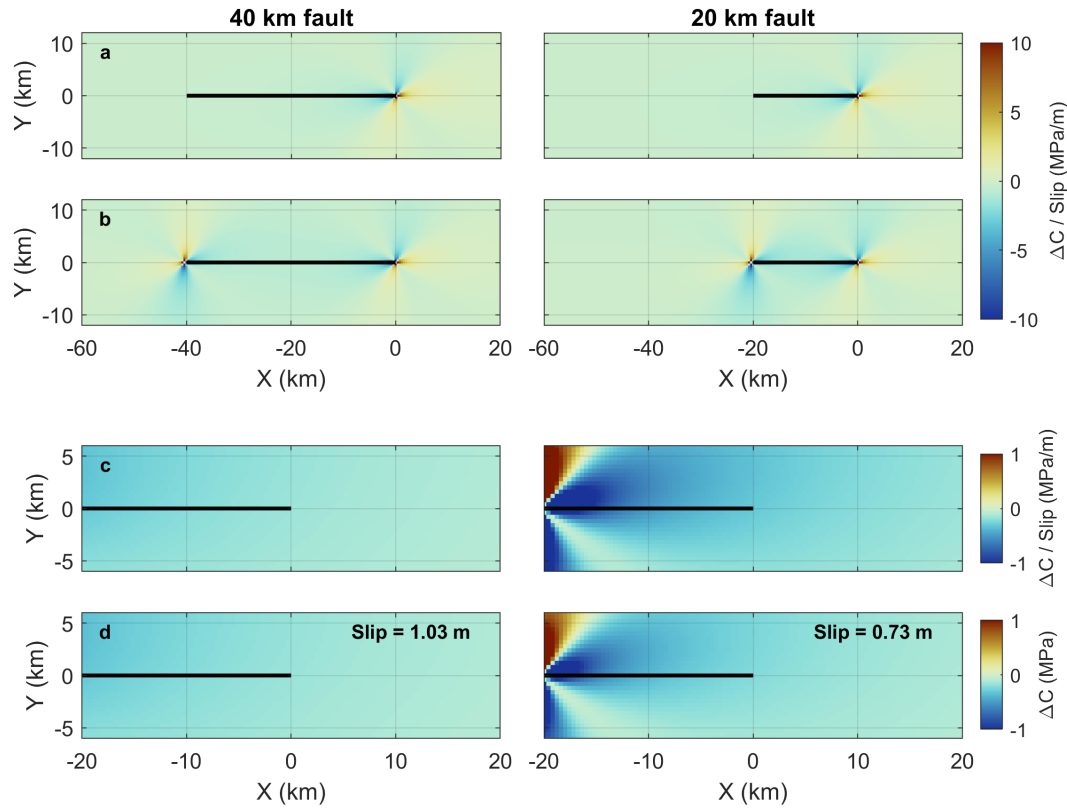 40 km fault
20 km fault
a
10
0
-10
Y (km)
10
5
0
-5
-10
ΔC / Slip (MPa/m)
b
10
0
-10
Y (km)
-60 -40 -20 0 20
-60 -40 -20 0 20
X (km)
X (km)
c
5
0
-5
Y (km)
1
0
-1
ΔC / Slip (MPa/m)
d
Slip = 1.03 m
Slip = 0.73 m
5
0
-5
Y (km)
1
0
-1
ΔC (MPa)
-20 -10 0 10 20
-20 -10 0 10 20
X (km)
X (km)